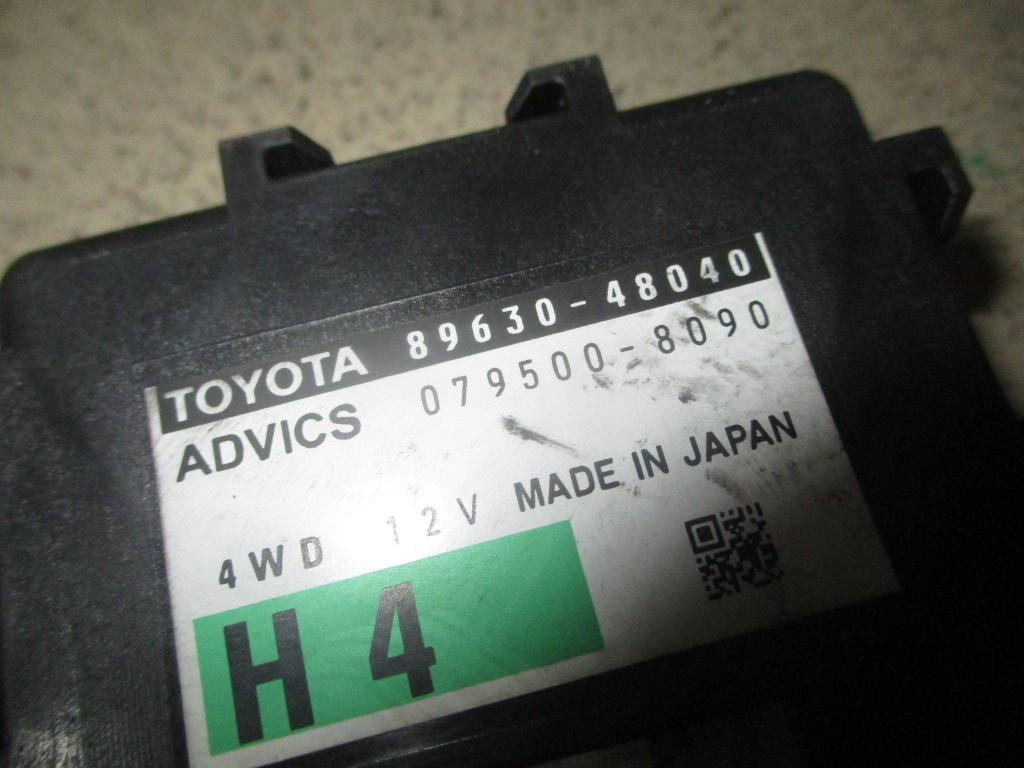 TOYOTA 89630-48040
ADVICS 079500-8090
4WD 12V MADE IN JAPAN
H4